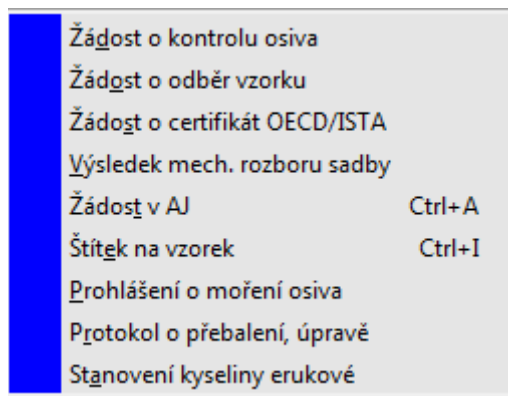 Žádost o kontrolu osiva
Žádost o odběr vzorku
Žádost o certifikát OECD/ISTA
Výsledek mech. rozboru sadby
Žádost v AJ Ctrl+A
Štítek na vzorek Ctrl+I
Prohlášení o moření osiva
Protokol o přebalení, úpravě
Stanovení kyseliny erukové